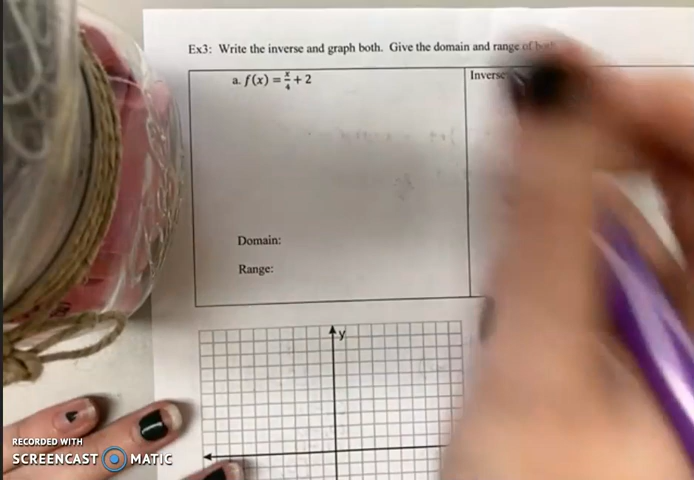 Ex3: Write the inverse and graph both. Give the domain and range of
a. f(x) = x/4 + 2
Inverse
Domain:
Range:
y
RECORDED WITH
SCREENCAST MATIC